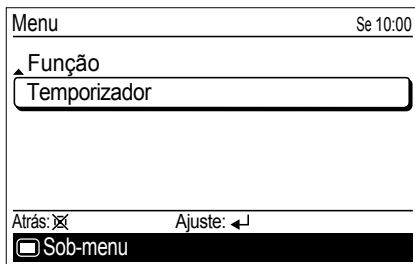 Menu Se 10:00
Função
Temporizador
Atrás: Ajuste:
Sob-menu